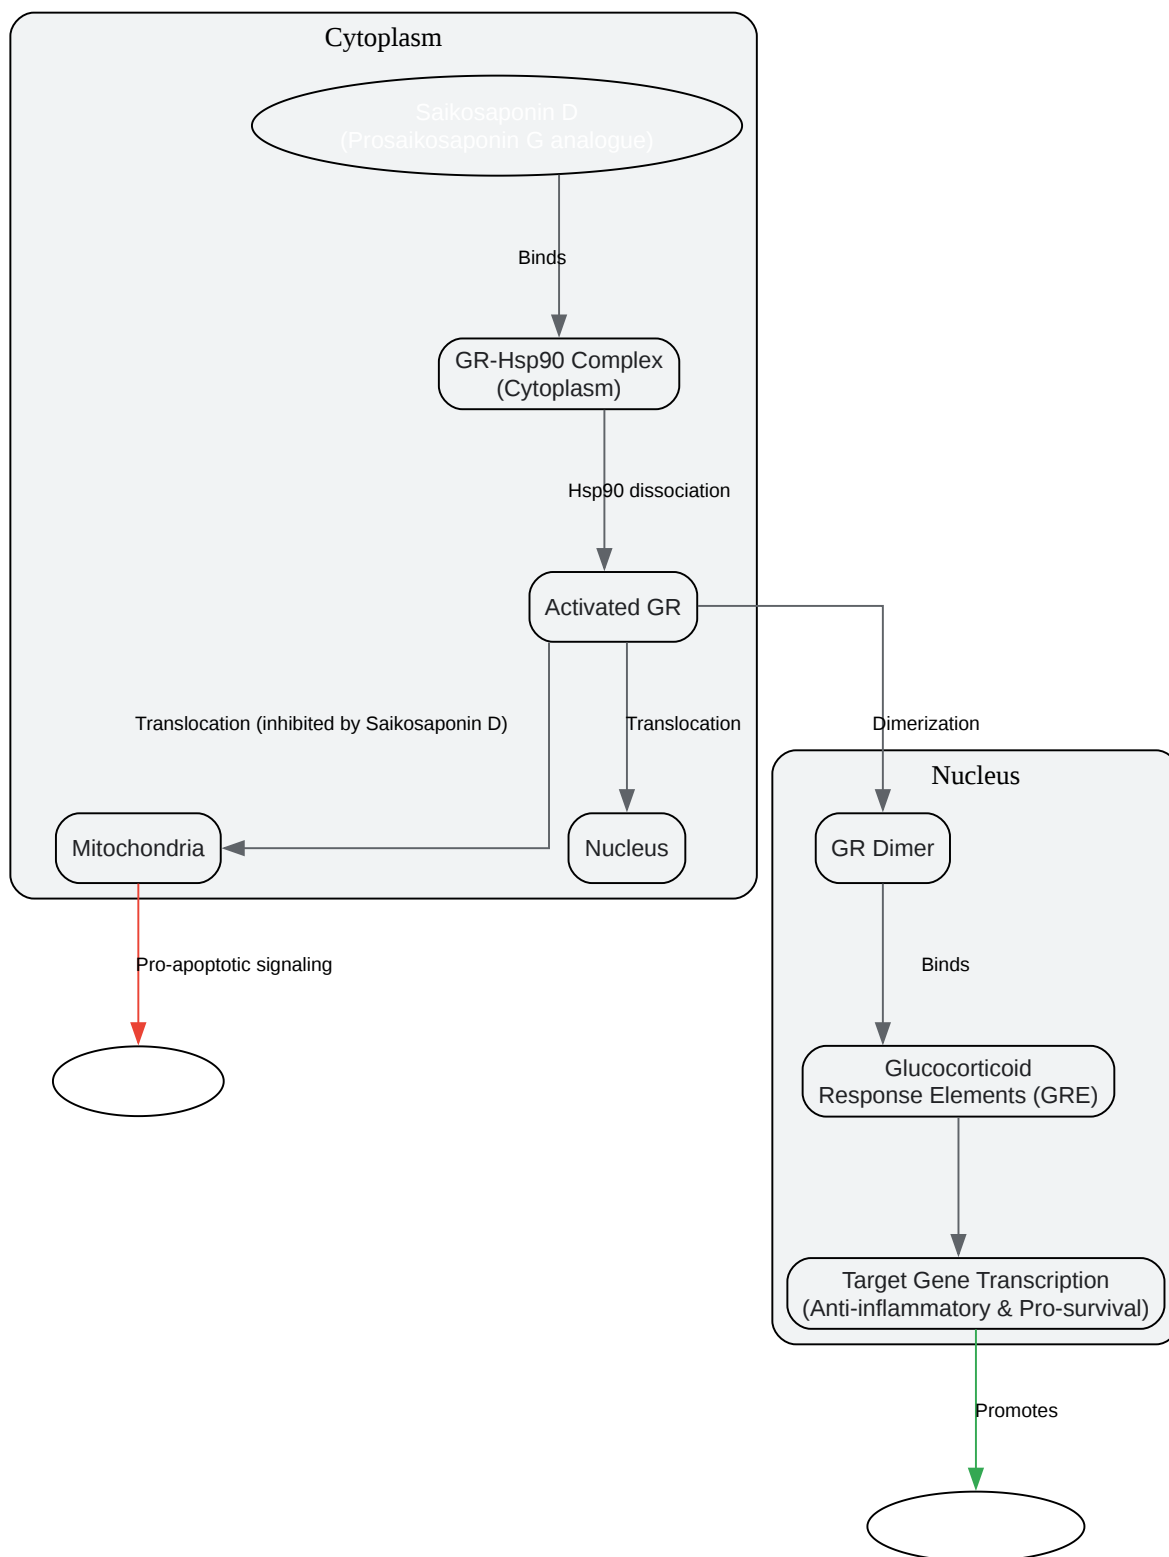 Cytoplasm
Saikosaponin D
(Prosaikosaponin G analogue)
Binds
GR-Hsp90 Complex
(Cytoplasm)
Hsp90 dissociation
Activated GR
Translocation (inhibited by Saikosaponin D)
Translocation
Dimerization
Nucleus
Mitochondria
Nucleus
GR Dimer
Pro-apoptotic signaling
Binds
Glucocorticoid
Response Elements (GRE)
Target Gene Transcription
(Anti-inflammatory & Pro-survival)
Promotes